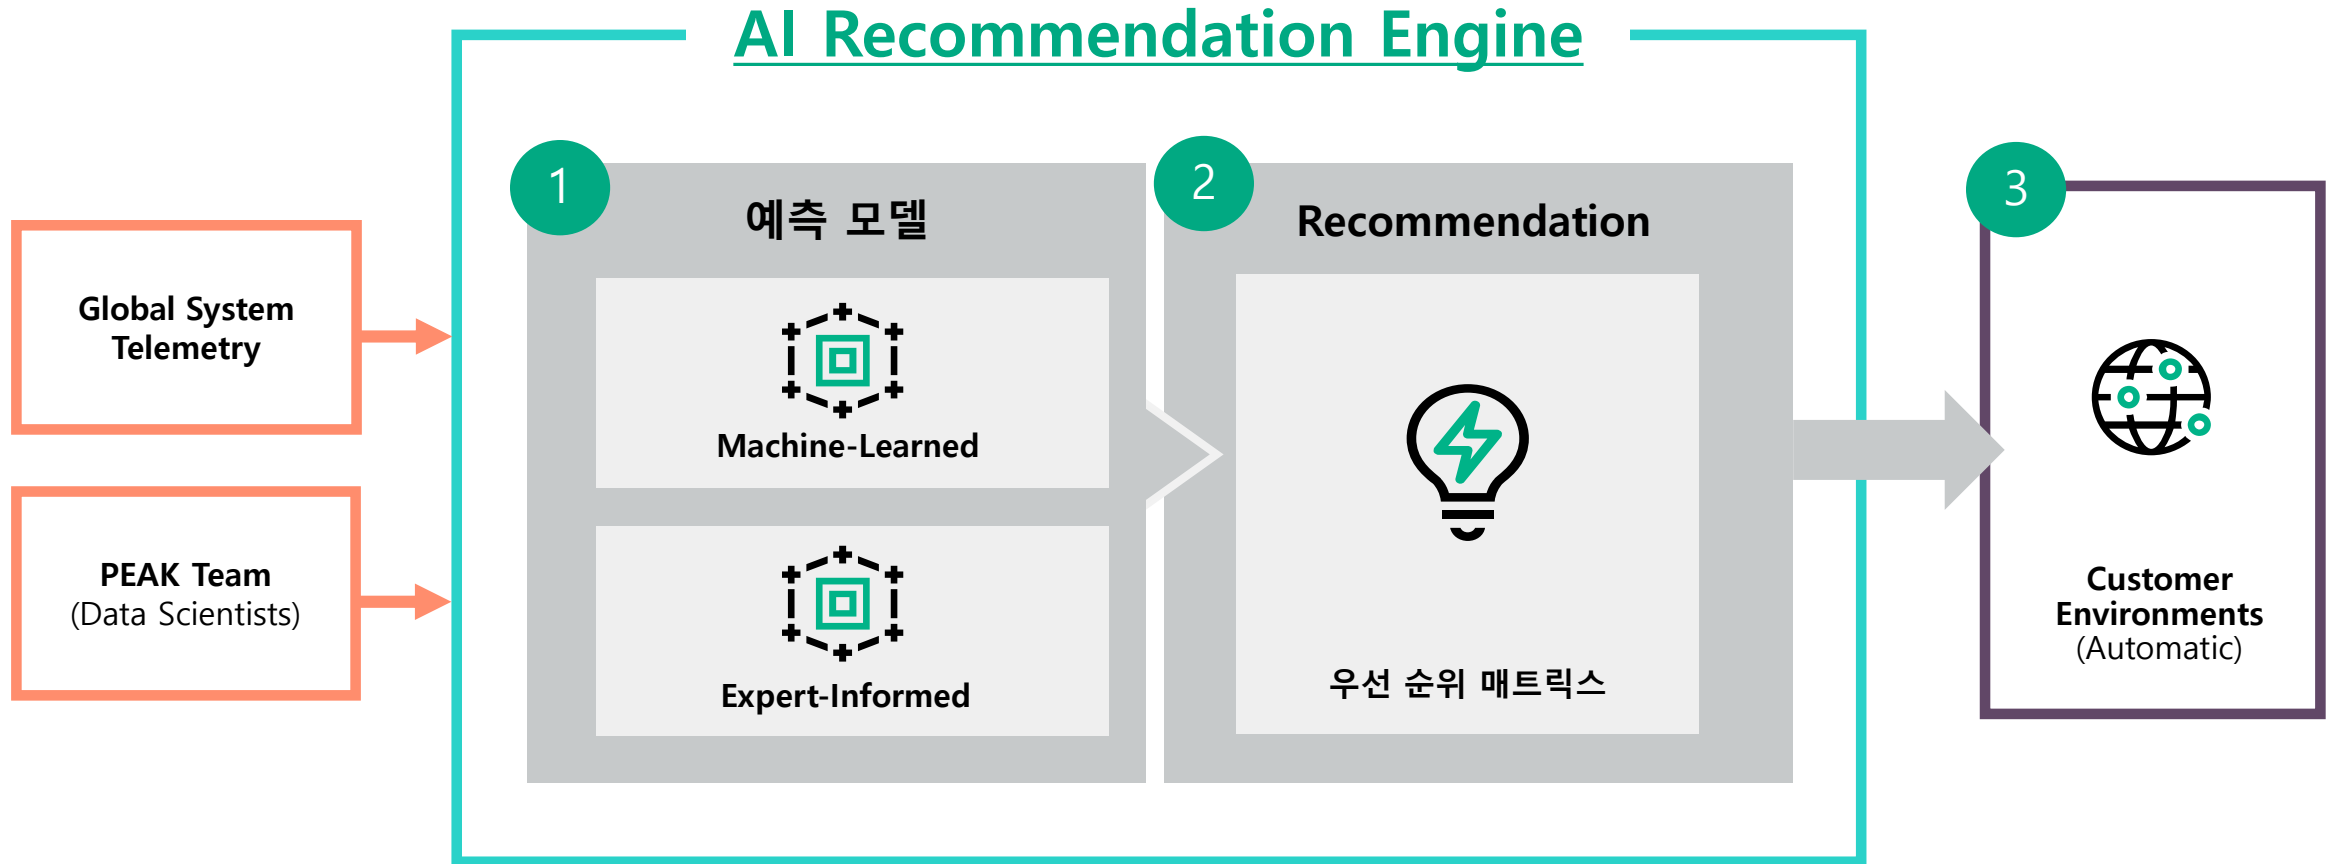 AI Recommendation Engine
Global System
Telemetry
PEAK Team
(Data Scientists)
1
예측 모델
Machine-Learned
Expert-Informed
2
Recommendation
우선 순위 매트릭스
3
Customer
Environments
(Automatic)